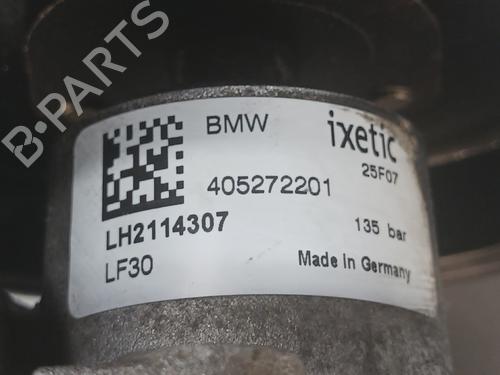 B-PARTS
BMW
ixetic
25F07
405272201
LH2114307
135 bar
LF30
Made in Germany